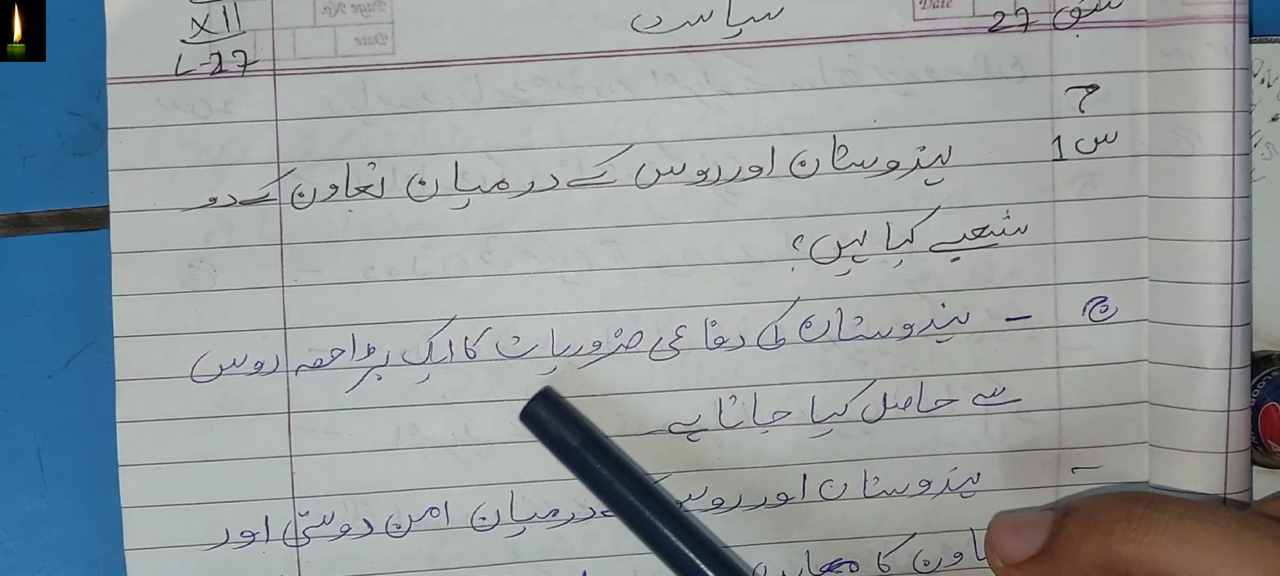 XII
L-27
سیاست
Date
سبق 27
ح
س 1
ہندوستان اور روس کے درمیان تعاون کے دو
شعبے کیا ہیں؟
ج - ہندوستان کی دفاعی ضروریات کا ایک بڑا حصہ روس
سے حاصل کیا جاتا ہے
- ہندوستان اور روس درمیان امن دوستی اور
کا